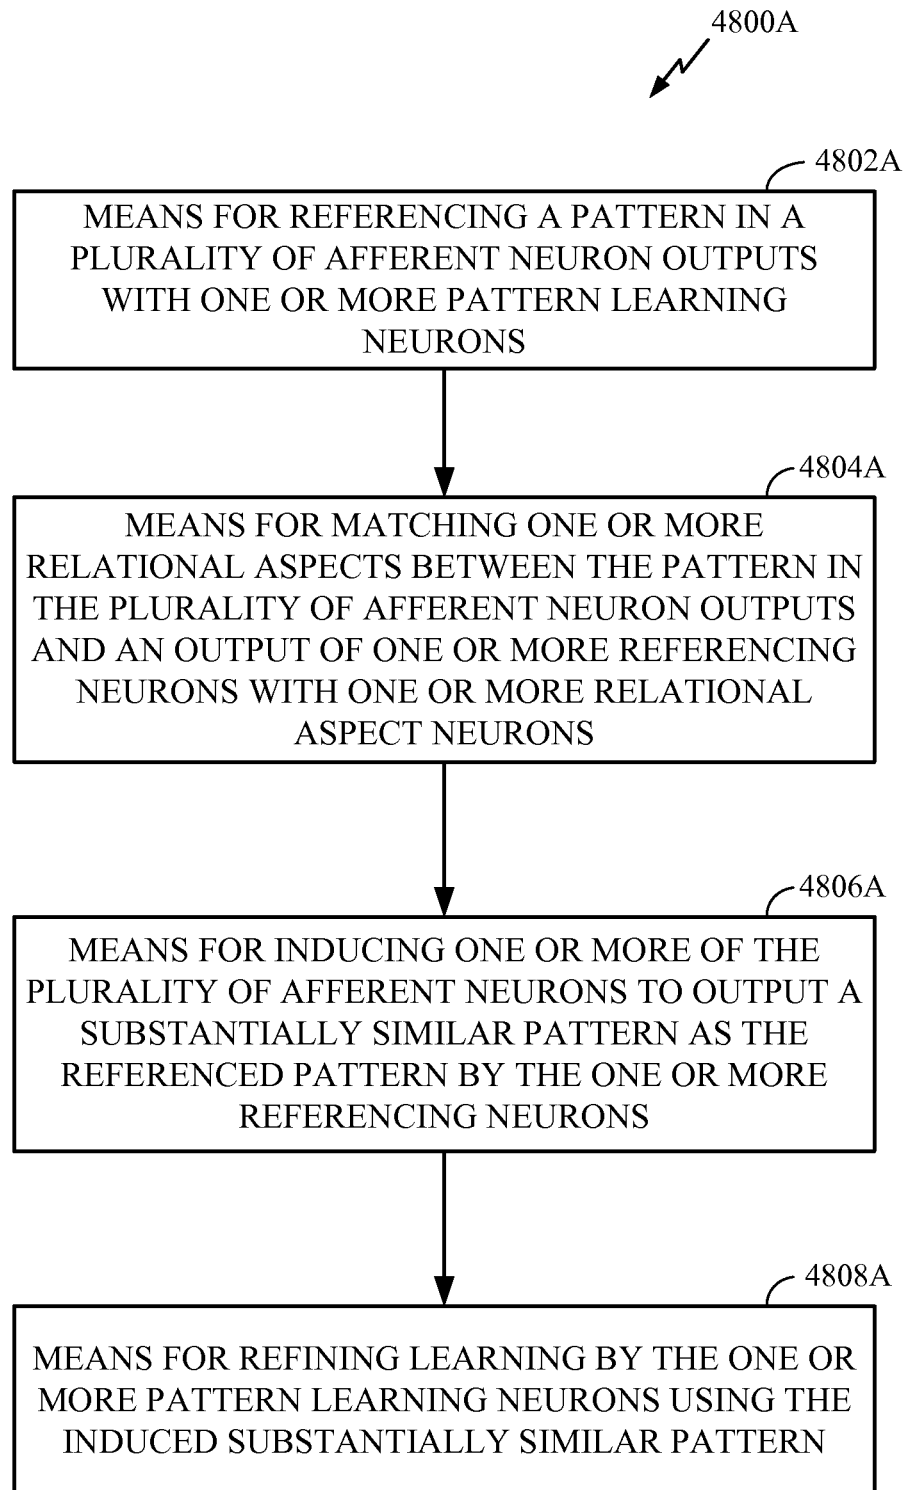 4800A
4802A
MEANS FOR REFERENCING A PATTERN IN A
PLURALITY OF AFFERENT NEURON OUTPUTS
WITH ONE OR MORE PATTERN LEARNING
NEURONS
4804A
MEANS FOR MATCHING ONE OR MORE
RELATIONAL ASPECTS BETWEEN THE PATTERN IN
THE PLURALITY OF AFFERENT NEURON OUTPUTS
AND AN OUTPUT OF ONE OR MORE REFERENCING
NEURONS WITH ONE OR MORE RELATIONAL
ASPECT NEURONS
4806A
MEANS FOR INDUCING ONE OR MORE OF THE
PLURALITY OF AFFERENT NEURONS TO OUTPUT A
SUBSTANTIALLY SIMILAR PATTERN AS THE
REFERENCED PATTERN BY THE ONE OR MORE
REFERENCING NEURONS
4808A
MEANS FOR REFINING LEARNING BY THE ONE OR
MORE PATTERN LEARNING NEURONS USING THE
INDUCED SUBSTANTIALLY SIMILAR PATTERN